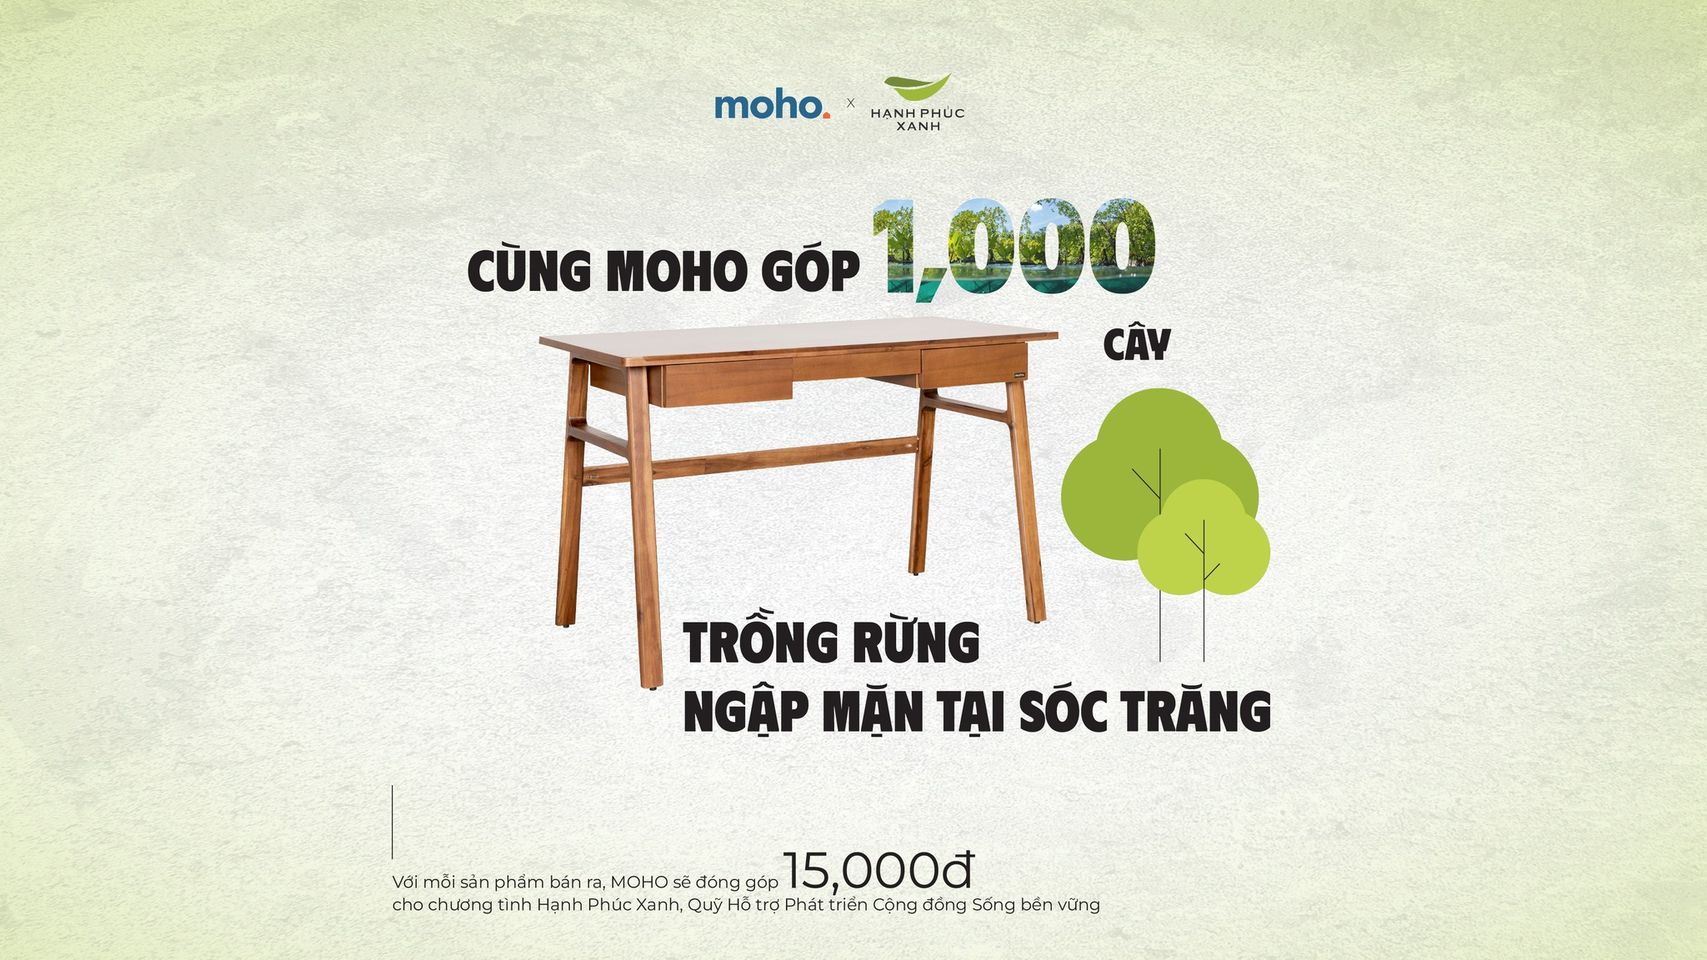 moho.
X
HẠNH PHÚC
XANH
CÙNG MOHO GÓP 1,000
CÂY
TRỒNG RỪNG
NGẬP MẶN TẠI SÓC TRĂNG
Với mỗi sản phẩm bán ra, MOHO sẽ đóng góp 15,000đ
cho chương tình Hạnh Phúc Xanh, Quỹ Hỗ trợ Phát triển Cộng đồng Sống bền vững